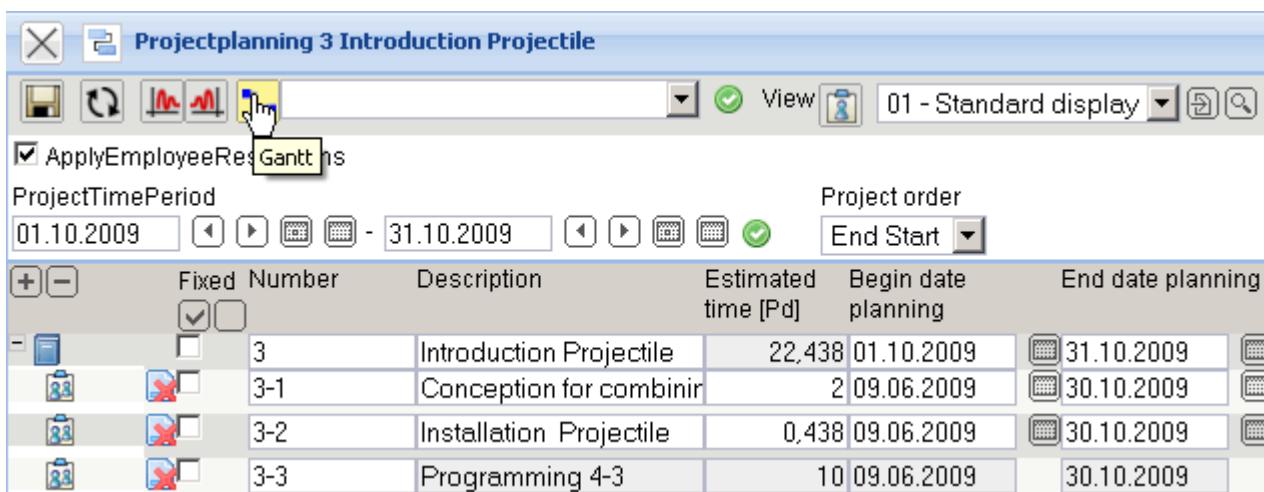 Projectplanning 3 Introduction Projectile
View 01 - Standard display
ApplyEmployeeRes ns
Gantt
ProjectTimePeriod Project order
01.10.2009 - 31.10.2009 End Start
Fixed Number Description Estimated Begin date End date planning
time [Pd] planning
3 Introduction Projectile 22,438 01.10.2009 31.10.2009
3-1 Conception for combinin 2 09.06.2009 30.10.2009
3-2 Installation Projectile 0,438 09.06.2009 30.10.2009
3-3 Programming 4-3 10 09.06.2009 30.10.2009